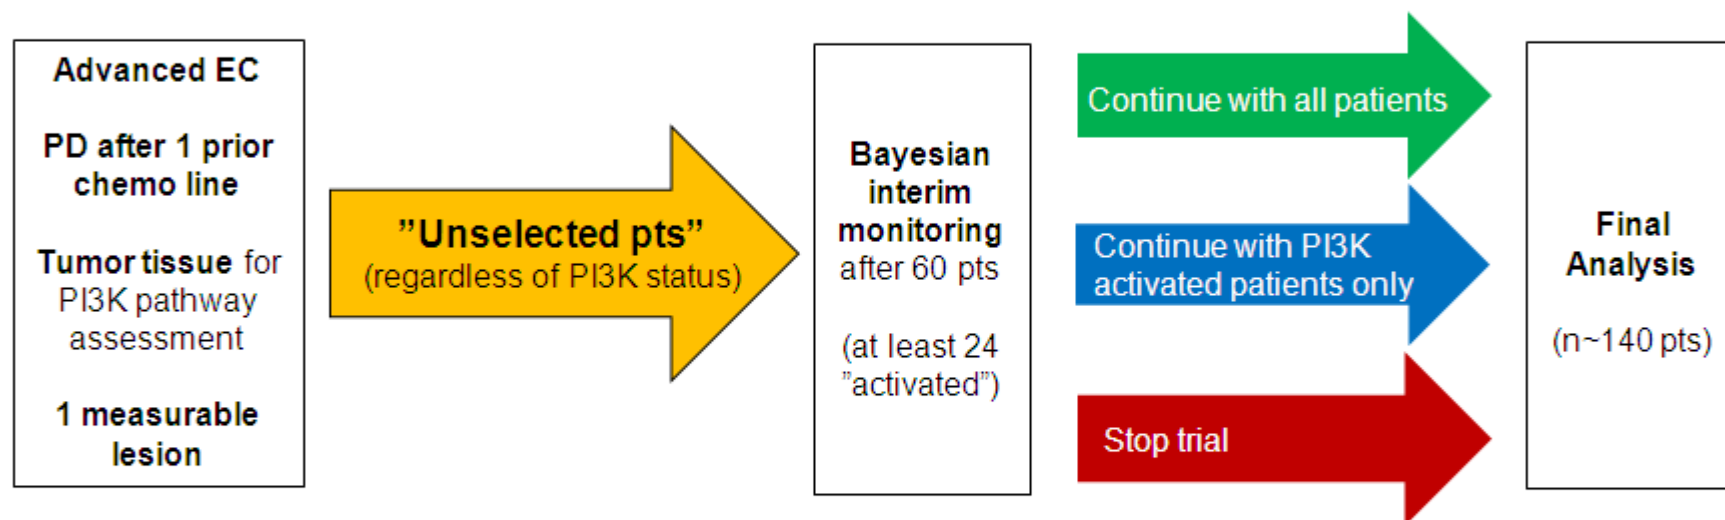 Advanced EC
PD after 1 prior
chemo line
Tumor tissue for
PI3K pathway
assessment
1 measurable
lesion
”Unselected pts”
(regardless of PI3K status)
Bayesian
interim
monitoring
after 60 pts
(at least 24
”activated”)
Continue with all patients
Continue with PI3K
activated patients only
Stop trial
Final
Analysis
(n~140 pts)